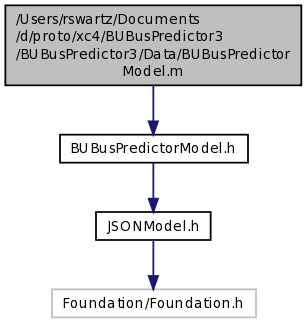 /Users/rswartz/Documents
/d/proto/xc4/BUBusPredictor3
/BUBusPredictor3/Data/BUBusPredictor
Model.m
BUBusPredictorModel.h
JSONModel.h
Foundation/Foundation.h